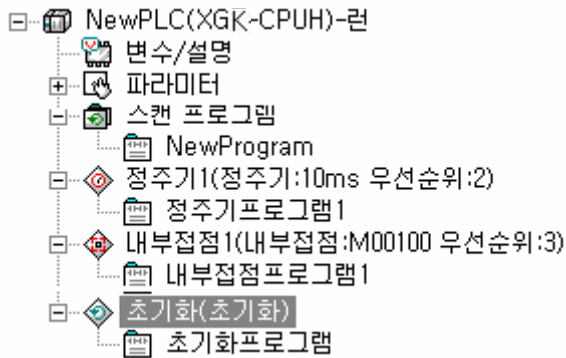 NewPLC(XGK-CPUH)-런
변수/설명
파라미터
스캔 프로그램
NewProgram
정주기1(정주기:10ms 우선순위:2)
정주기프로그램1
내부접점1(내부접점:M00100 우선순위:3)
내부접점프로그램1
초기화(초기화)
초기화프로그램